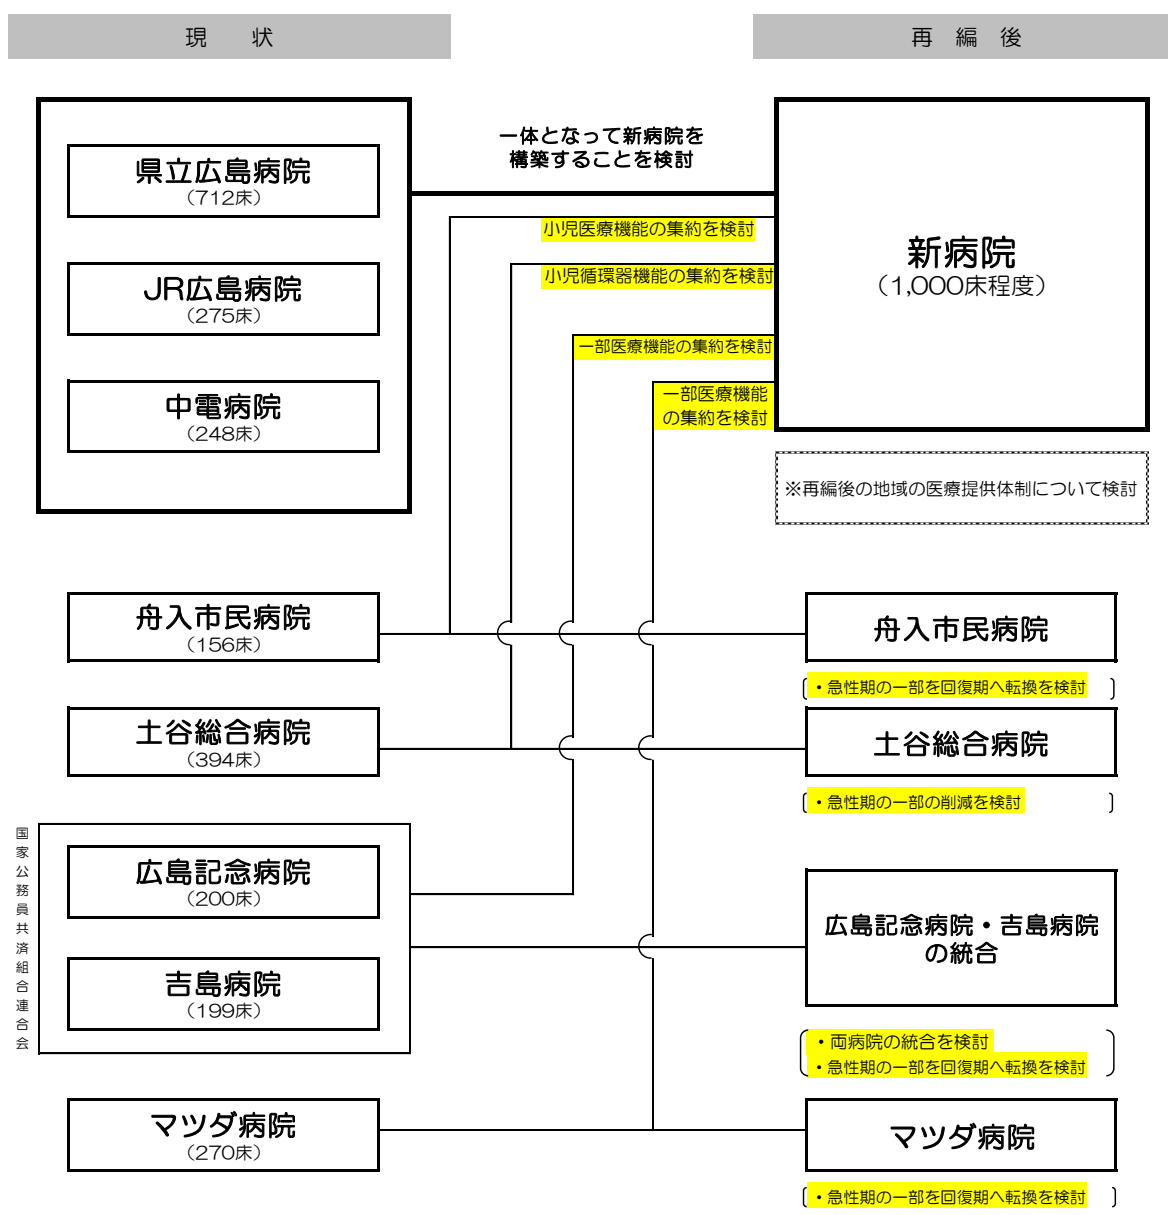 現　状
再　編　後
県立広島病院
（712床）
JR広島病院
（275床）
中電病院
（248床）
一体となって新病院を
構築することを検討
小児医療機能の集約を検討
小児循環器機能の集約を検討
一部医療機能の集約を検討
一部医療機能
の集約を検討
新病院
（1,000床程度）
※再編後の地域の医療提供体制について検討
舟入市民病院
（156床）
舟入市民病院
・急性期の一部を回復期へ転換を検討
土谷総合病院
（394床）
土谷総合病院
・急性期の一部の削減を検討
国家公務員共済組合連合会
広島記念病院
（200床）
吉島病院
（199床）
広島記念病院・吉島病院
の統合
・両病院の統合を検討
・急性期の一部を回復期へ転換を検討
マツダ病院
（270床）
マツダ病院
・急性期の一部を回復期へ転換を検討